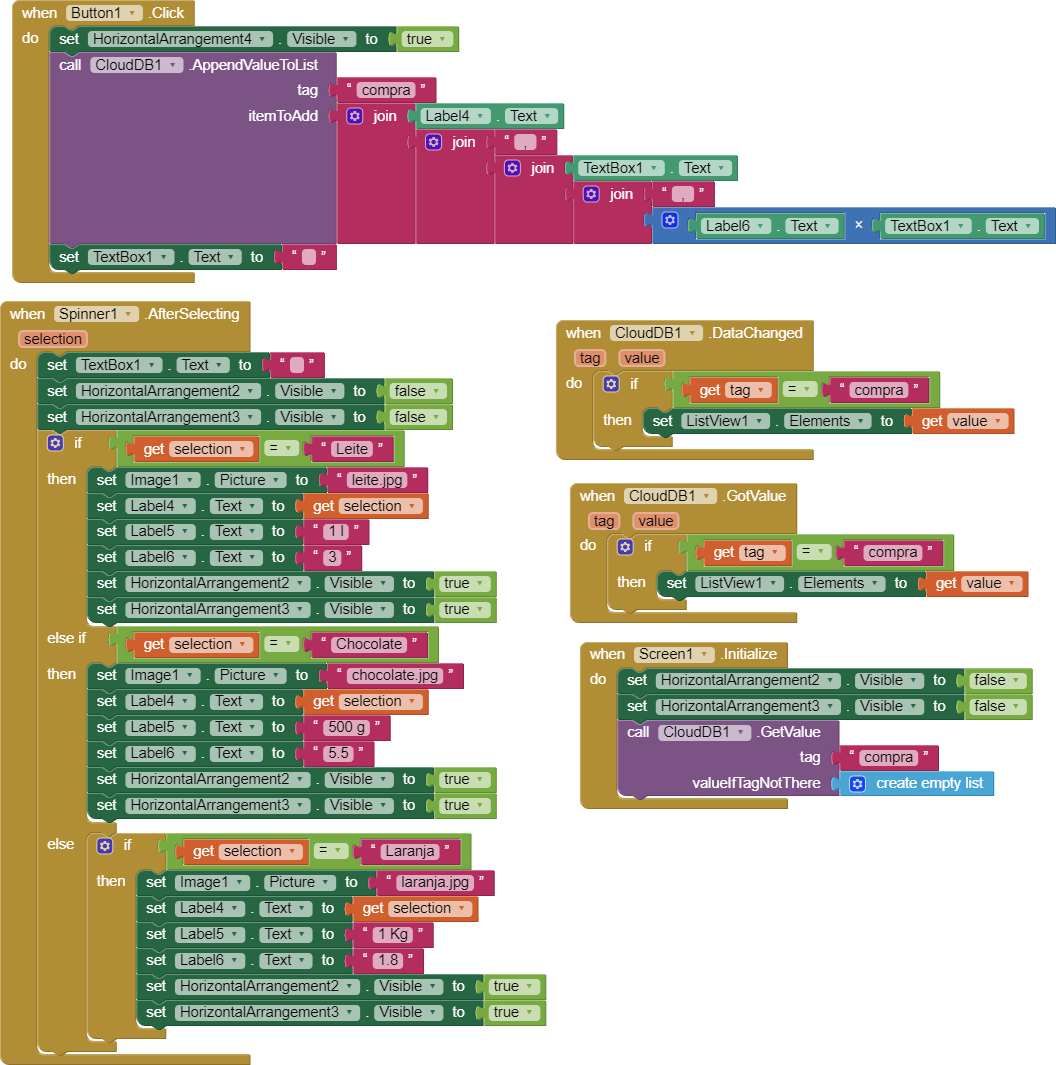 when Button1 .Click
do set HorizontalArrangement4 . Visible to true
call CloudDB1 .AppendValueToList
tag " compra "
itemToAdd join Label4 . Text
join " , "
join TextBox1 . Text
join " , "
Label6 . Text × TextBox1 . Text
set TextBox1 . Text to " "
when Spinner1 .AfterSelecting
selection
do set TextBox1 . Text to " "
set HorizontalArrangement2 . Visible to false
set HorizontalArrangement3 . Visible to false
if get selection = " Leite "
then set Image1 . Picture to " leite.jpg "
set Label4 . Text to get selection
set Label5 . Text to " 1 l "
set Label6 . Text to " 3 "
set HorizontalArrangement2 . Visible to true
set HorizontalArrangement3 . Visible to true
else if get selection = " Chocolate "
then set Image1 . Picture to " chocolate.jpg "
set Label4 . Text to get selection
set Label5 . Text to " 500 g "
set Label6 . Text to " 5.5 "
set HorizontalArrangement2 . Visible to true
set HorizontalArrangement3 . Visible to true
else if get selection = " Laranja "
then set Image1 . Picture to " laranja.jpg "
set Label4 . Text to get selection
set Label5 . Text to " 1 Kg "
set Label6 . Text to " 1.8 "
set HorizontalArrangement2 . Visible to true
set HorizontalArrangement3 . Visible to true
when CloudDB1 .DataChanged
tag value
do if get tag = " compra "
then set ListView1 . Elements to get value
when CloudDB1 .GotValue
tag value
do if get tag = " compra "
then set ListView1 . Elements to get value
when Screen1 .Initialize
do set HorizontalArrangement2 . Visible to false
set HorizontalArrangement3 . Visible to false
call CloudDB1 .GetValue
tag " compra "
valueIfTagNotThere create empty list